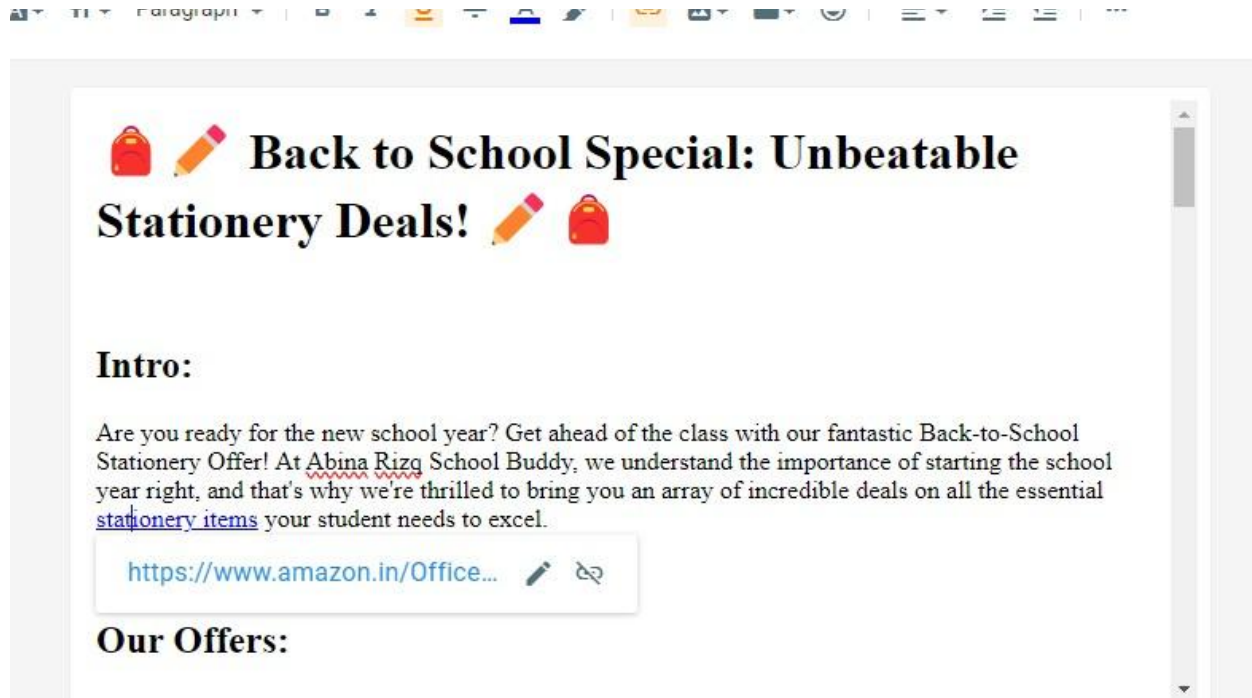 Paragraph
🎒✏️ Back to School Special: Unbeatable
Stationery Deals! ✏️🎒
Intro:
Are you ready for the new school year? Get ahead of the class with our fantastic Back-to-School
Stationery Offer! At Abina Rizq School Buddy, we understand the importance of starting the school
year right, and that's why we're thrilled to bring you an array of incredible deals on all the essential
stationery items your student needs to excel.
https://www.amazon.in/Office...
Our Offers: